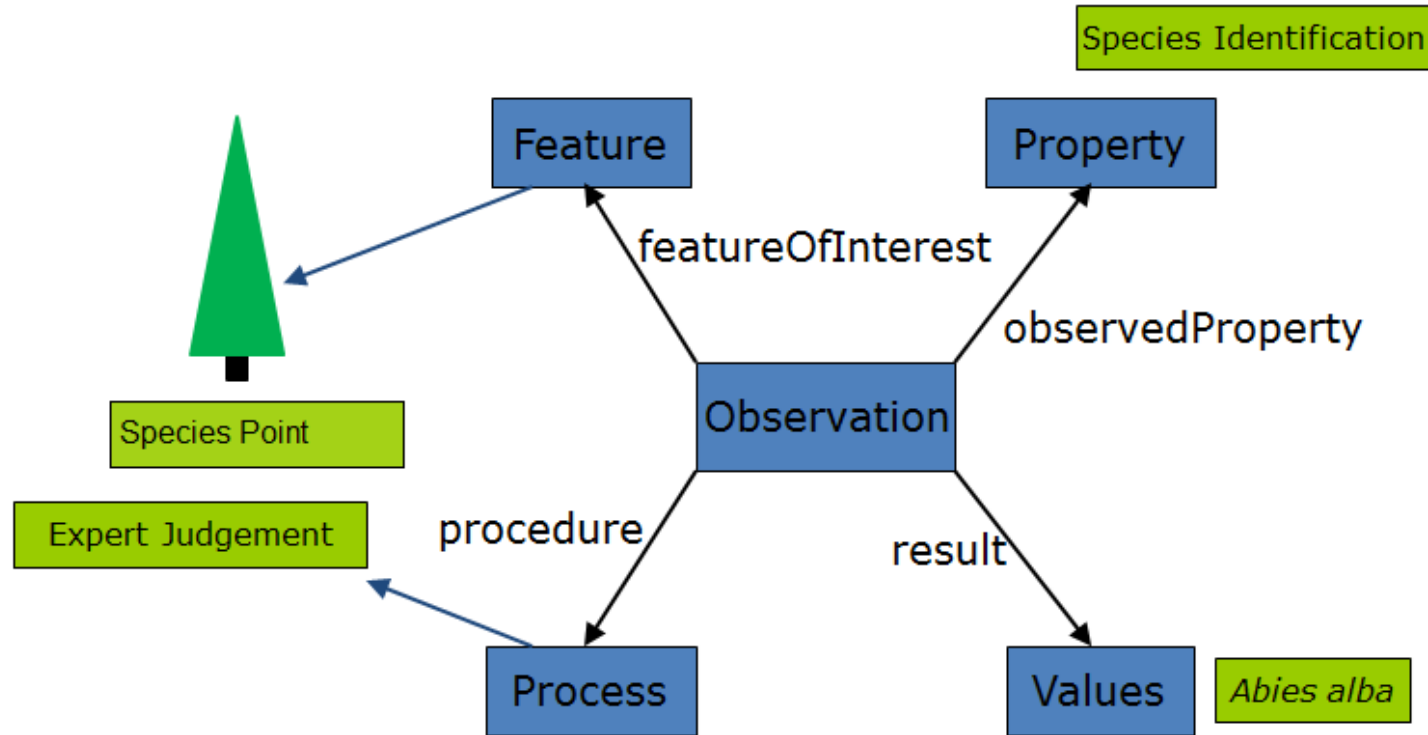 Species Identification
Feature
Property
featureOfInterest
observedProperty
Observation
Species Point
Expert Judgement
procedure
result
Process
Values
Abies alba